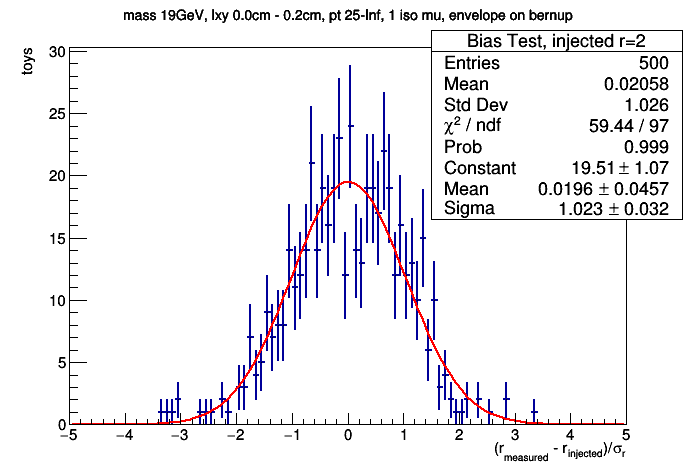 mass 19GeV, lxy 0.0cm - 0.2cm, pt 25-Inf, 1 iso mu, envelope on bernup
Bias Test, injected r=2
Entries 500
Mean 0.02058
Std Dev 1.026
χ² / ndf 59.44 / 97
Prob 0.999
Constant 19.51 ± 1.07
Mean 0.0196 ± 0.0457
Sigma 1.023 ± 0.032
toys
30
25
20
15
10
5
0
−5 −4 −3 −2 −1 0 1 2 3 4 5
(r_measured - r_injected)/σ_r